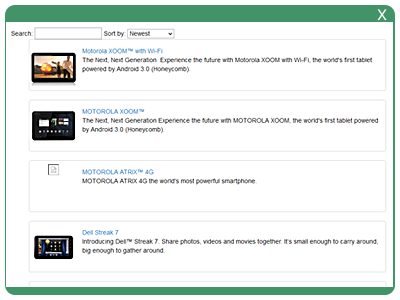 X
Search: Sort by: Newest
Motorola XOOM™ with Wi-Fi
The Next, Next Generation Experience the future with Motorola XOOM with Wi-Fi, the world's first tablet
powered by Android 3.0 (Honeycomb).
MOTOROLA XOOM™
The Next, Next Generation Experience the future with MOTOROLA XOOM, the world's first tablet
powered by Android 3.0 (Honeycomb).
MOTOROLA ATRIX™ 4G
MOTOROLA ATRIX 4G the world's most powerful smartphone.
Dell Streak 7
Introducing Dell™ Streak 7. Share photos, videos and movies together. It's small enough to carry around,
big enough to gather around.